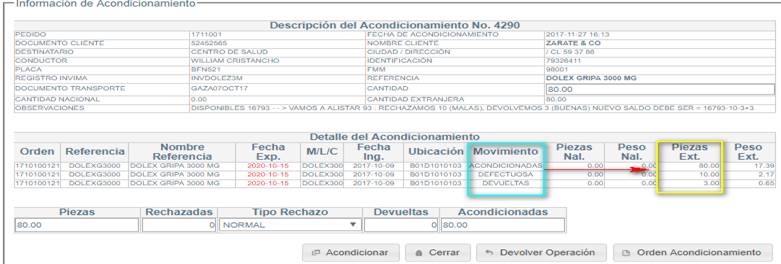 Información de Acondicionamiento
Descripción del Acondicionamiento No. 4290
PEDIDO 1711001 FECHA DE ACONDICIONAMIENTO 2017-11-27 16:13
DOCUMENTO CLIENTE 52452565 NOMBRE CLIENTE ZARATE & CO
DESTINATARIO CENTRO DE SALUD CIUDAD / DIRECCIÓN / CL 59 37 86
CONDUCTOR WILLIAM CRISTANCHO IDENTIFICACIÓN 79326411
PLACA BFN521 FMM 98001
REGISTRO INVIMA INVDOLEZ3M REFERENCIA DOLEX GRIPA 3000 MG
DOCUMENTO TRANSPORTE GAZA07OCT17 CANTIDAD 80.00
CANTIDAD NACIONAL 0.00 CANTIDAD EXTRANJERA 80.00
OBSERVACIONES DISPONIBLES 16793 - - > VAMOS A ALISTAR 93 : RECHAZAMOS 10 (MALAS), DEVOLVEMOS 3 (BUENAS) NUEVO SALDO DEBE SER = 16793-10-3+3
Detalle del Acondicionamiento
Orden Referencia Nombre Referencia Fecha Exp. M/L/C Fecha Ing. Ubicación Movimiento Piezas Nal. Peso Nal. Piezas Ext. Peso Ext.
1710100121 DOLEXG3000 DOLEX GRIPA 3000 MG 2020-10-15 DOLEX300 2017-10-09 B01D1010103 ACONDICIONADAS 0.00 0.00 80.00 17.39
1710100121 DOLEXG3000 DOLEX GRIPA 3000 MG 2020-10-15 DOLEX300 2017-10-09 B01D1010103 DEFECTUOSA 0.00 0.00 10.00 2.17
1710100121 DOLEXG3000 DOLEX GRIPA 3000 MG 2020-10-15 DOLEX300 2017-10-09 B01D1010103 DEVUELTAS 0.00 0.00 3.00 0.65
Piezas Rechazadas Tipo Rechazo Devueltas Acondicionadas
80.00 0 NORMAL 0 80.00
Acondicionar Cerrar Devolver Operación Orden Acondicionamiento